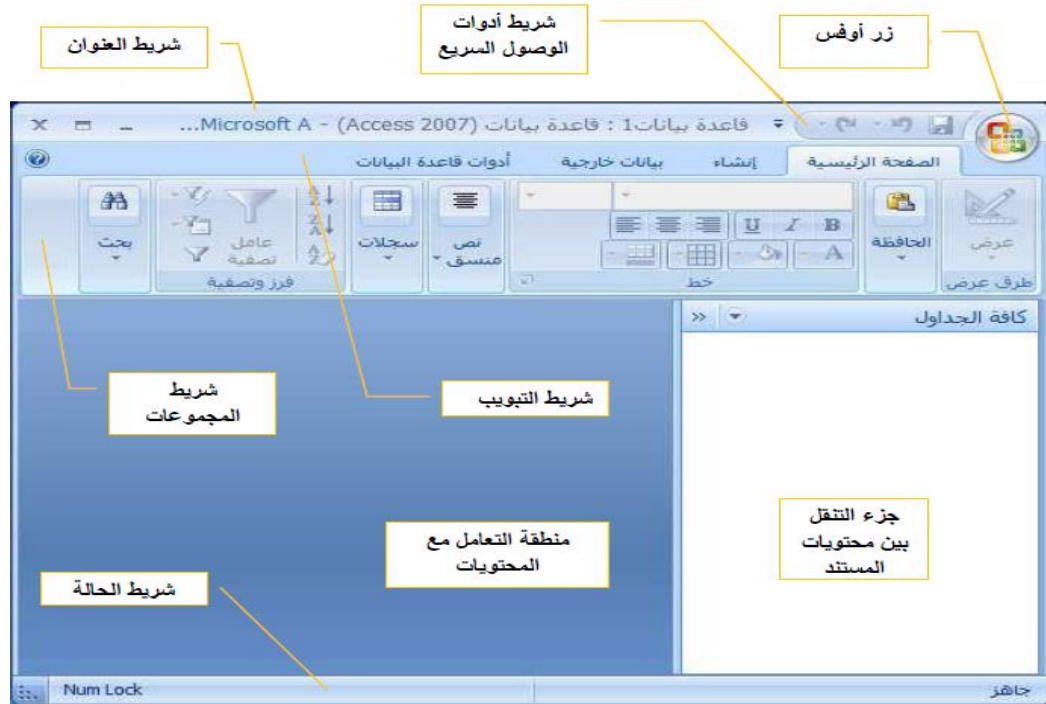 زر أوفس
شريط أدوات
الوصول السريع
شريط العنوان
قاعدة بيانات1 : قاعدة بيانات (Access 2007) - Microsoft A...
الصفحة الرئيسية
إنشاء
بيانات خارجية
أدوات قاعدة البيانات
عرض
طرق عرض
الحافظة
B I U
A
خط
نص
منسق
سجلات
عامل
تصفية
فرز وتصفية
بحث
كافة الجداول
شريط
المجموعات
شريط التبويب
جزء التنقل
بين محتويات
المستند
منطقة التعامل مع
المحتويات
شريط الحالة
جاهز
Num Lock